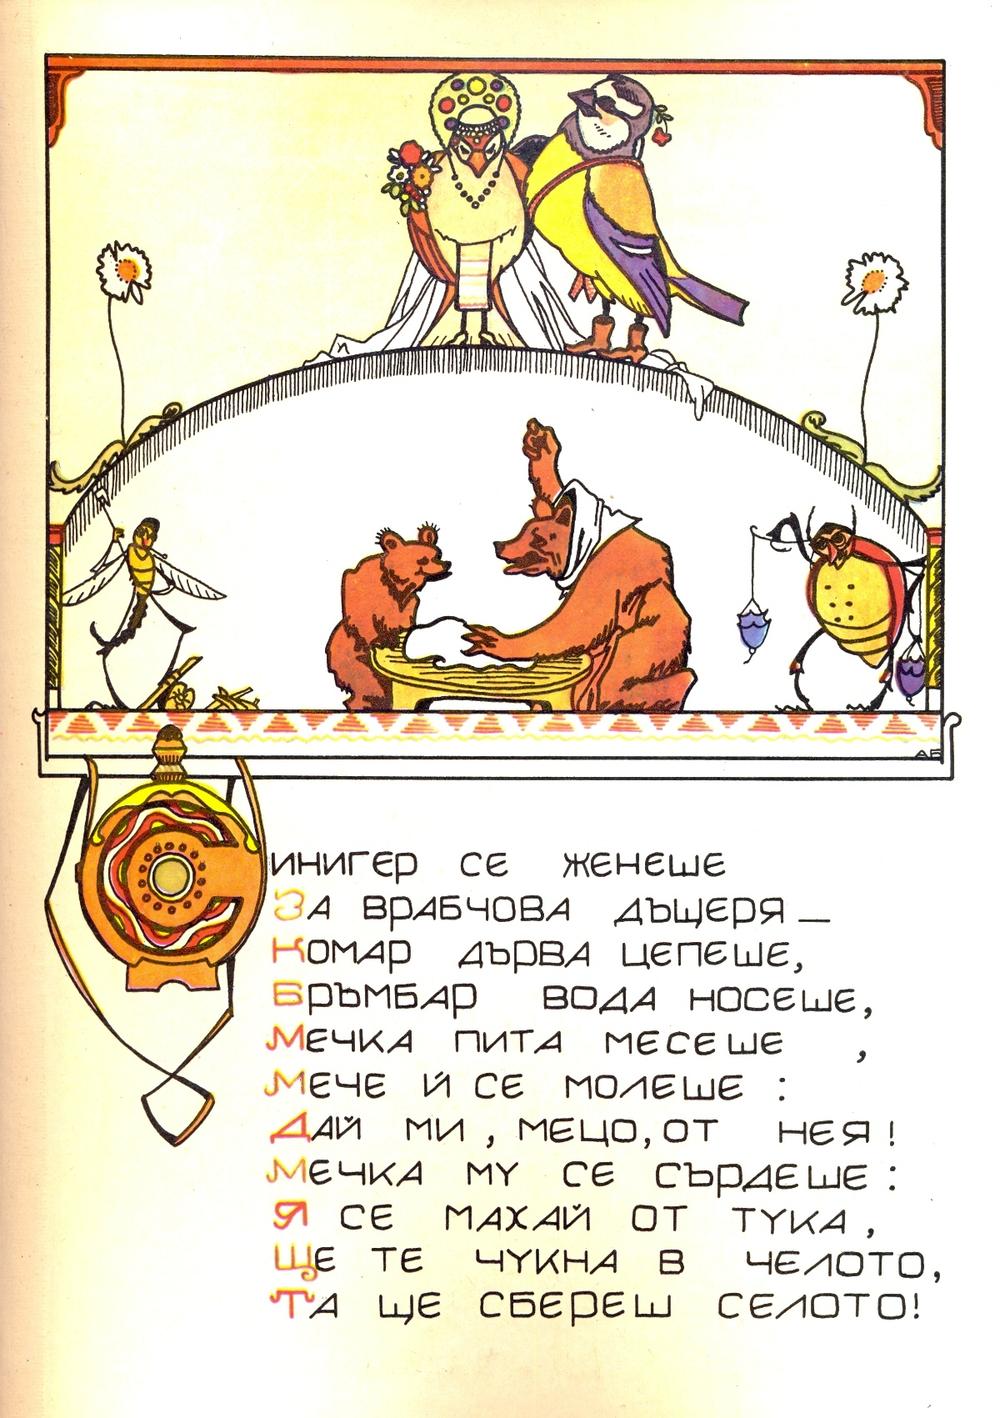 АБ
СИНИГЕР СЕ ЖЕНЕШЕ
ЗА ВРАБЧОВА ДЪЩЕРЯ —
КОМАР ДЪРВА ЦЕПЕШЕ,
БРЪМБАР ВОДА НОСЕШЕ,
МЕЧКА ПИТА МЕСЕШЕ ,
МЕЧЕ Ѝ СЕ МОЛЕШЕ :
ДАЙ МИ , МЕЦО, ОТ НЕЯ !
МЕЧКА МУ СЕ СЪРДЕШЕ :
Я СЕ МАХАЙ ОТ ТУКА ,
ЩЕ ТЕ ЧУКНА В ЧЕЛОТО,
ТА ЩЕ СБЕРЕШ СЕЛОТО!